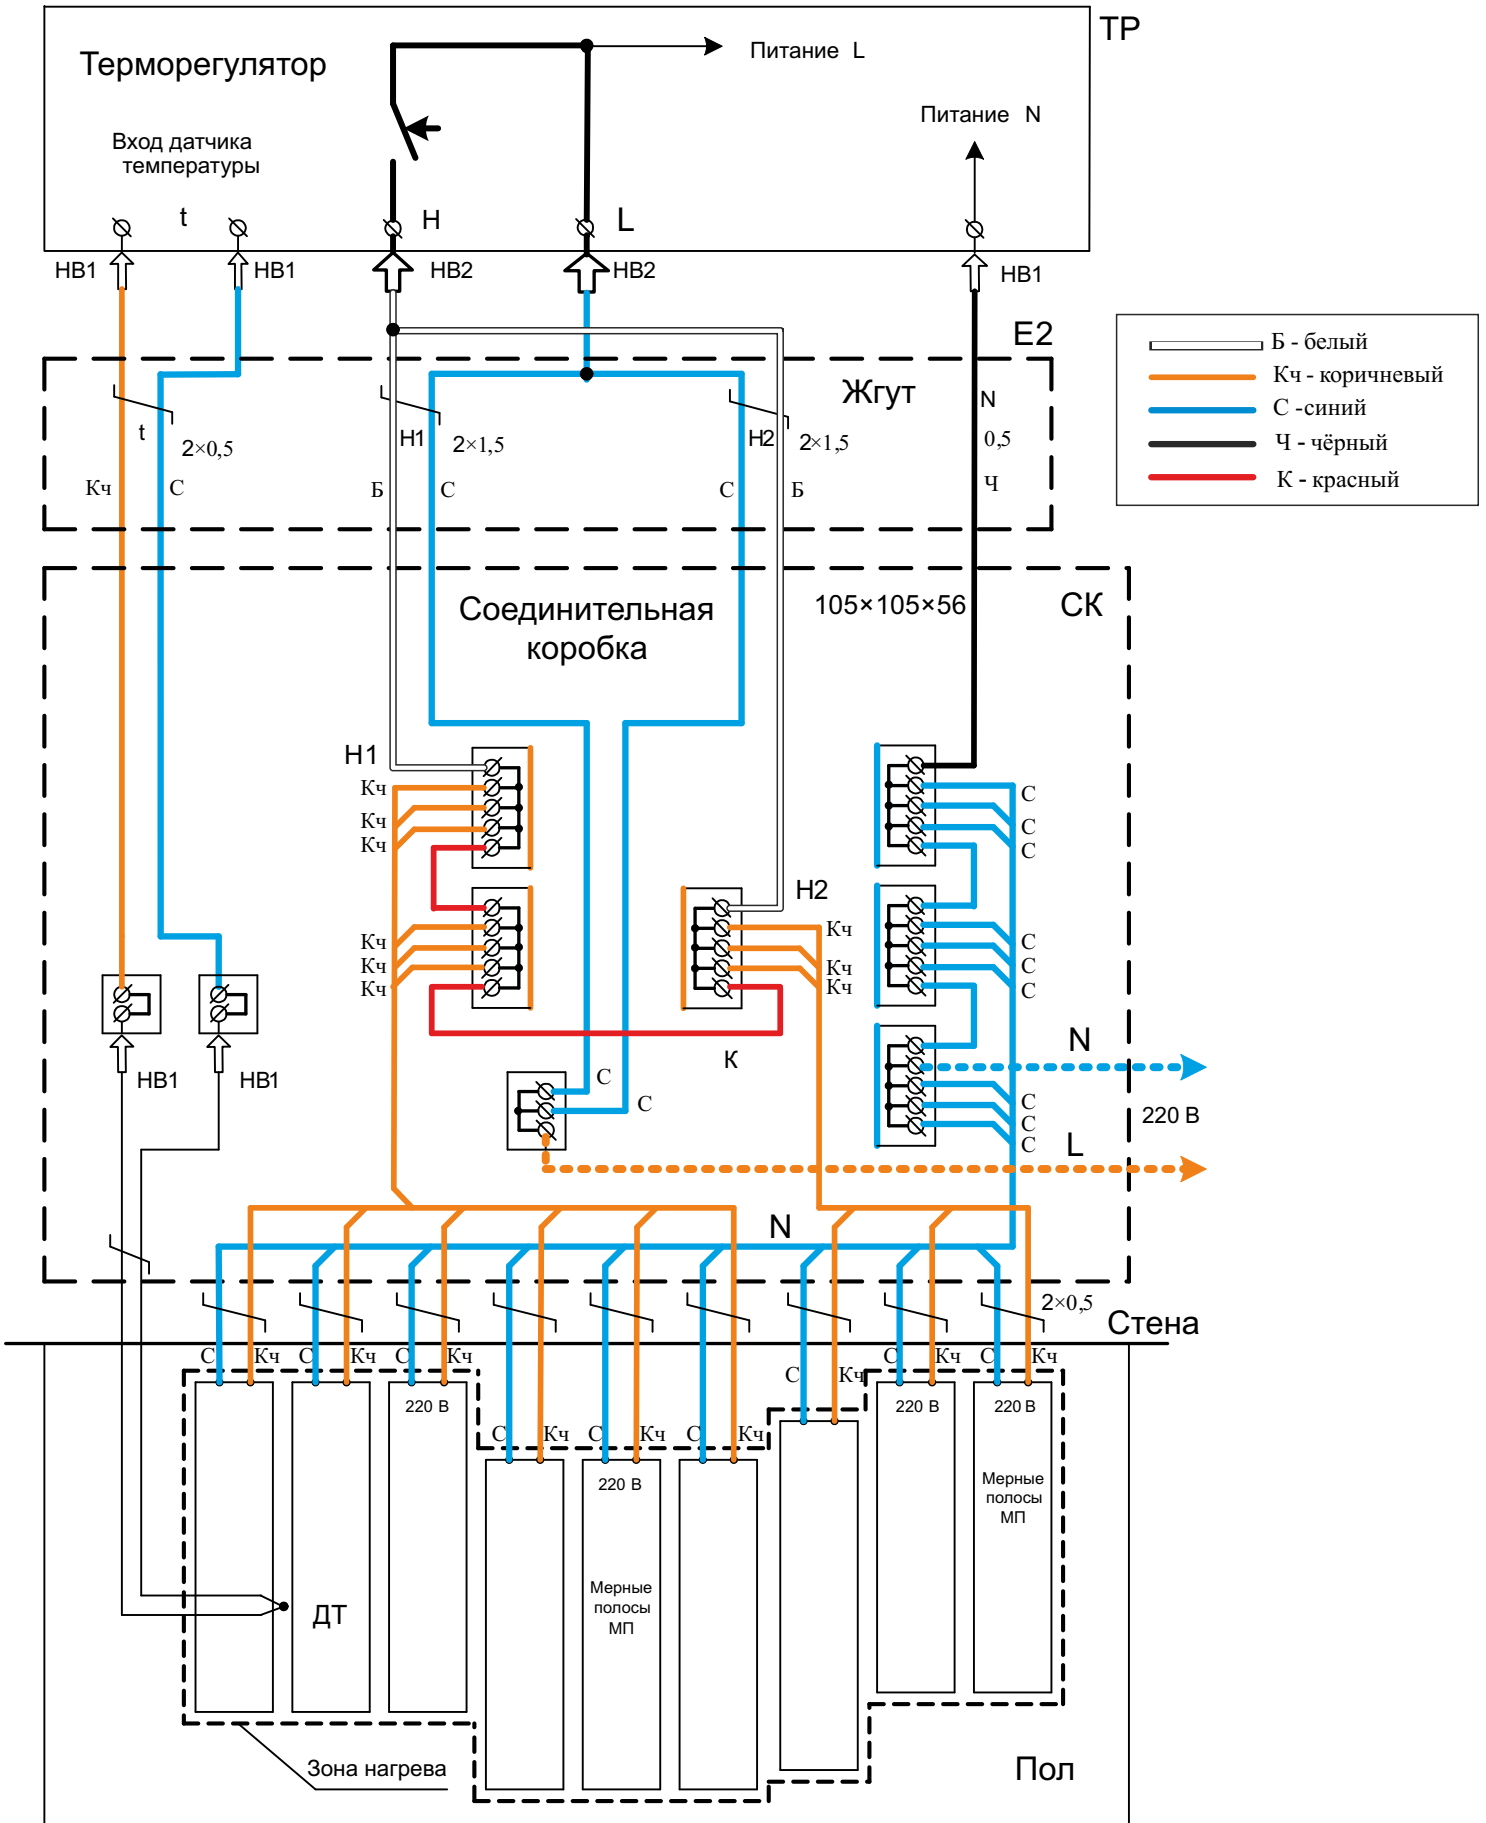 ТР
Терморегулятор
Питание L
Питание N
Вход датчика
температуры
t
Н
L
НВ1
НВ1
НВ2
НВ2
НВ1
Е2
Б - белый
Кч - коричневый
С -синий
Ч - чёрный
К - красный
Жгут
N
t
2×0,5
Н1
2×1,5
Н2
2×1,5
0,5
Кч
С
Б
С
С
Б
Ч
Соединительная
коробка
105×105×56
СК
Н1
Кч
Кч
Кч
С
С
С
Н2
Кч
Кч
Кч
Кч
Кч
Кч
С
С
С
N
К
НВ1
НВ1
С
С
С
С
С
220 В
L
N
2×0,5
Стена
С
Кч
С
Кч
С
Кч
С
Кч
С
Кч
С
Кч
220 В
220 В
220 В
С
Кч
С
Кч
С
Кч
220 В
Мерные
полосы
МП
Мерные
полосы
МП
ДТ
Зона нагрева
Пол